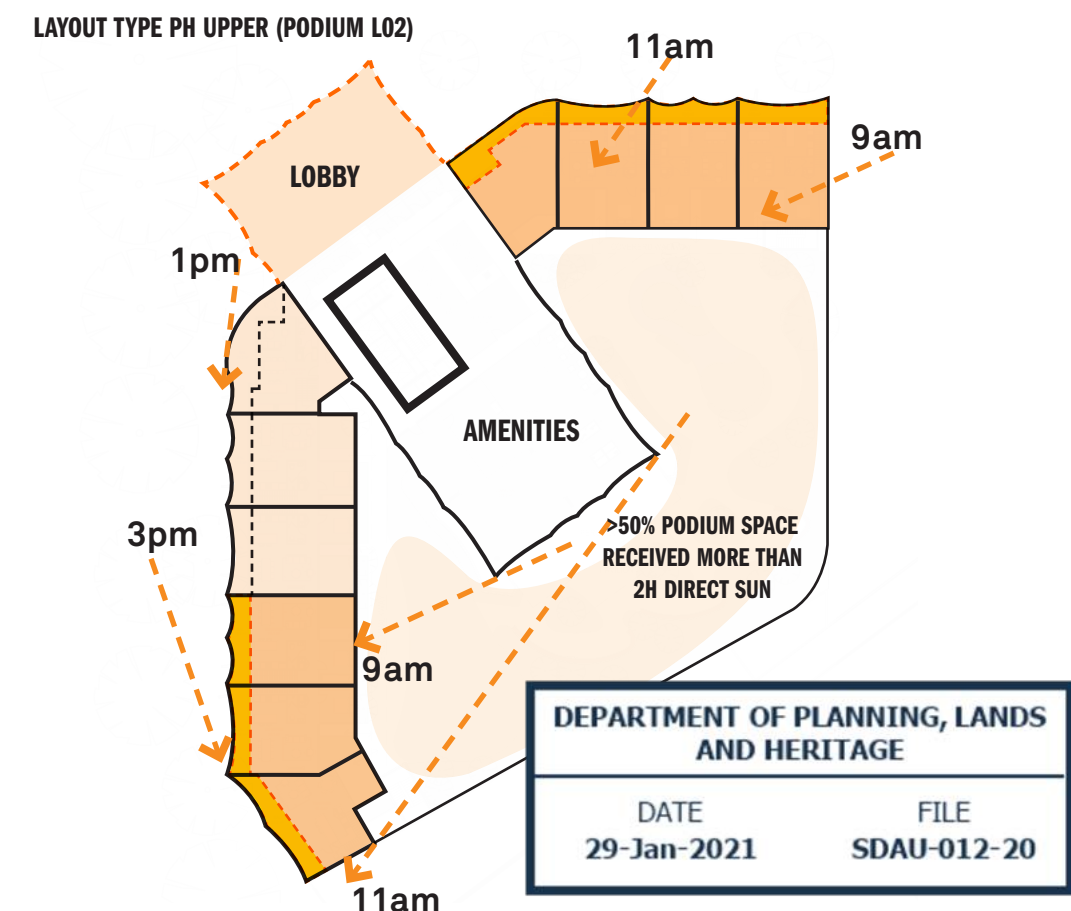 LAYOUT TYPE PH UPPER (PODIUM L02)
11am
9am
LOBBY
1pm
AMENITIES
3pm
>50% PODIUM SPACE
RECEIVED MORE THAN
2H DIRECT SUN
9am
11am
DEPARTMENT OF PLANNING, LANDS
AND HERITAGE
DATE
FILE
29-Jan-2021
SDAU-012-20